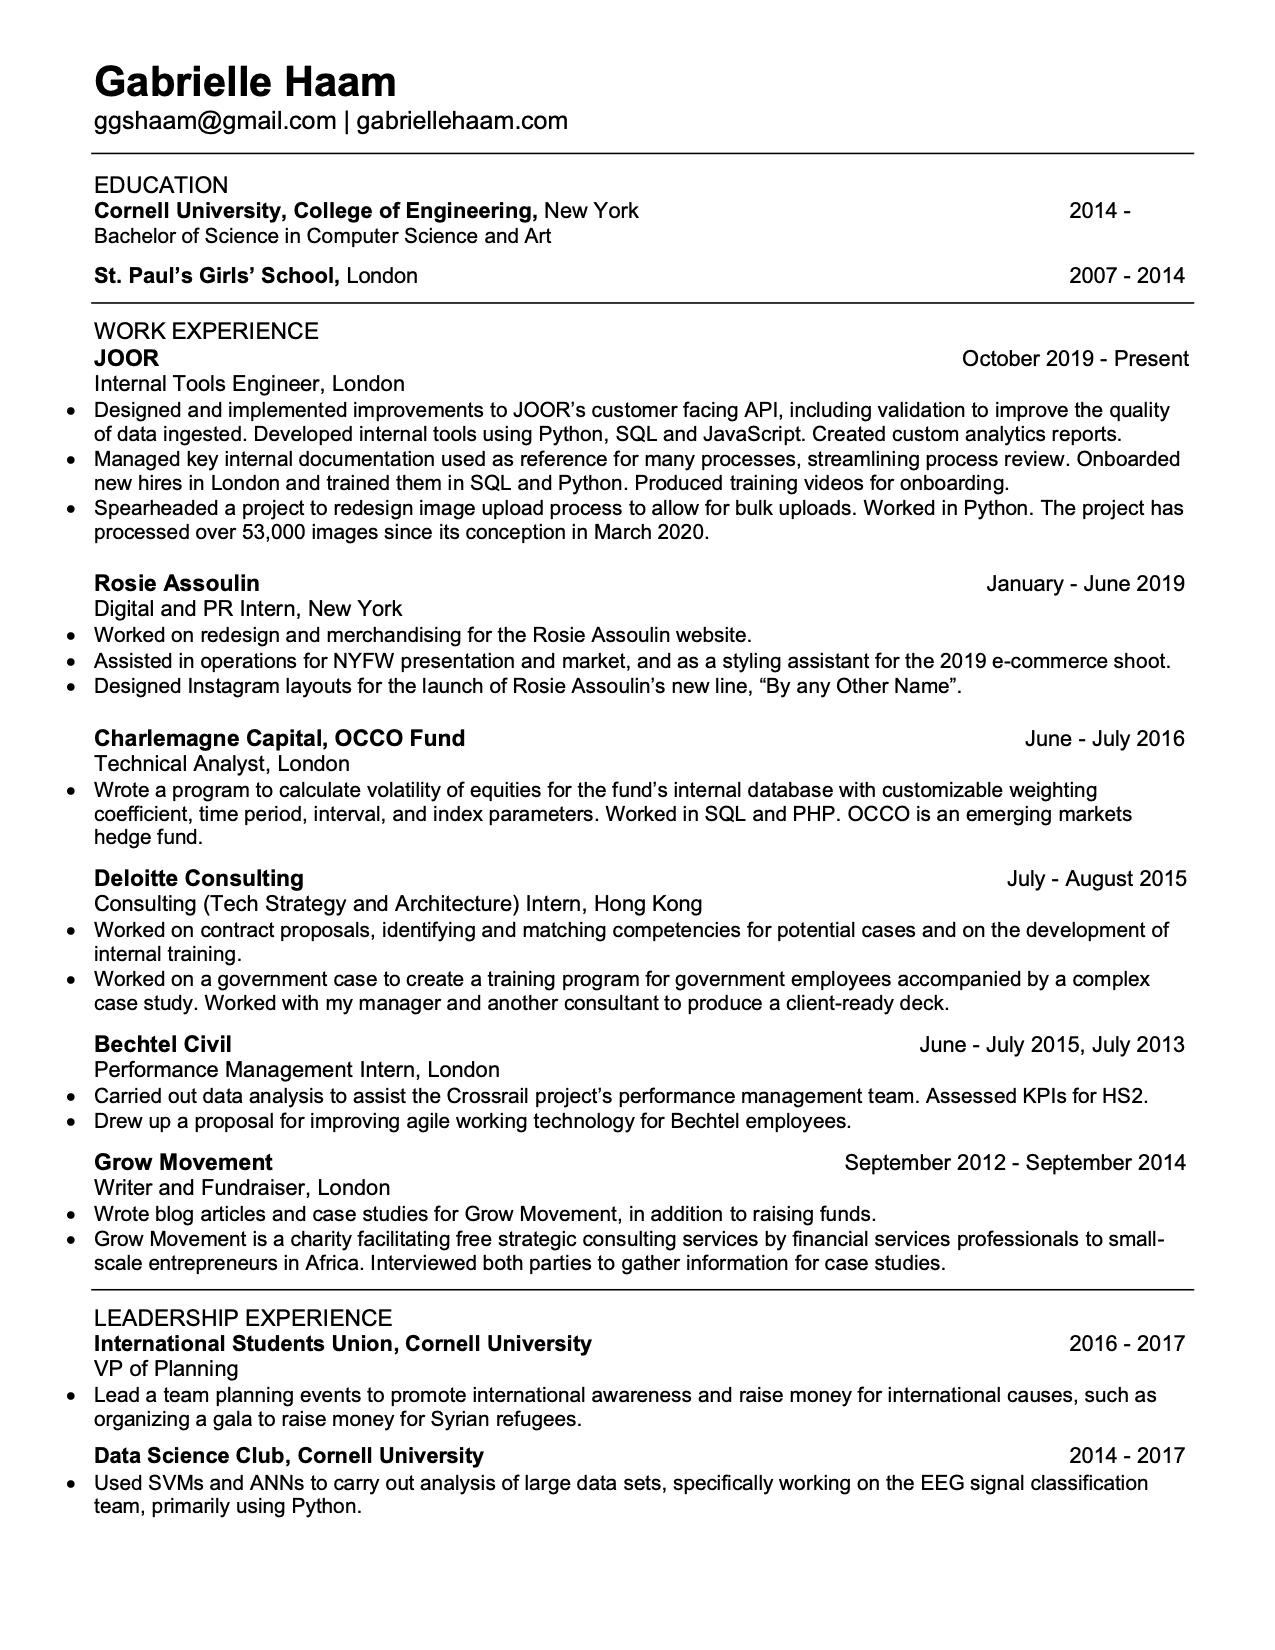 Gabrielle Haam
ggshaam@gmail.com | gabriellehaam.com
EDUCATION
Cornell University, College of Engineering, New York 2014 -
Bachelor of Science in Computer Science and Art
St. Paul’s Girls’ School, London 2007 - 2014
WORK EXPERIENCE
JOOR October 2019 - Present
Internal Tools Engineer, London
• Designed and implemented improvements to JOOR’s customer facing API, including validation to improve the quality
of data ingested. Developed internal tools using Python, SQL and JavaScript. Created custom analytics reports.
• Managed key internal documentation used as reference for many processes, streamlining process review. Onboarded
new hires in London and trained them in SQL and Python. Produced training videos for onboarding.
• Spearheaded a project to redesign image upload process to allow for bulk uploads. Worked in Python. The project has
processed over 53,000 images since its conception in March 2020.
Rosie Assoulin January - June 2019
Digital and PR Intern, New York
• Worked on redesign and merchandising for the Rosie Assoulin website.
• Assisted in operations for NYFW presentation and market, and as a styling assistant for the 2019 e-commerce shoot.
• Designed Instagram layouts for the launch of Rosie Assoulin’s new line, “By any Other Name”.
Charlemagne Capital, OCCO Fund June - July 2016
Technical Analyst, London
• Wrote a program to calculate volatility of equities for the fund’s internal database with customizable weighting
coefficient, time period, interval, and index parameters. Worked in SQL and PHP. OCCO is an emerging markets
hedge fund.
Deloitte Consulting July - August 2015
Consulting (Tech Strategy and Architecture) Intern, Hong Kong
• Worked on contract proposals, identifying and matching competencies for potential cases and on the development of
internal training.
• Worked on a government case to create a training program for government employees accompanied by a complex
case study. Worked with my manager and another consultant to produce a client-ready deck.
Bechtel Civil June - July 2015, July 2013
Performance Management Intern, London
• Carried out data analysis to assist the Crossrail project’s performance management team. Assessed KPIs for HS2.
• Drew up a proposal for improving agile working technology for Bechtel employees.
Grow Movement September 2012 - September 2014
Writer and Fundraiser, London
• Wrote blog articles and case studies for Grow Movement, in addition to raising funds.
• Grow Movement is a charity facilitating free strategic consulting services by financial services professionals to small-
scale entrepreneurs in Africa. Interviewed both parties to gather information for case studies.
LEADERSHIP EXPERIENCE
International Students Union, Cornell University 2016 - 2017
VP of Planning
• Lead a team planning events to promote international awareness and raise money for international causes, such as
organizing a gala to raise money for Syrian refugees.
Data Science Club, Cornell University 2014 - 2017
• Used SVMs and ANNs to carry out analysis of large data sets, specifically working on the EEG signal classification
team, primarily using Python.